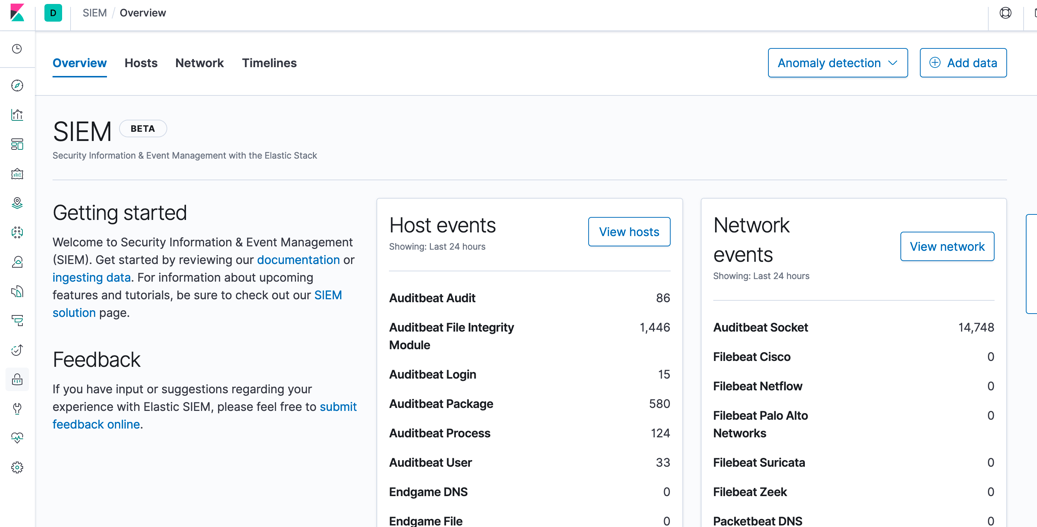 D SIEM / Overview
Overview Hosts Network Timelines Anomaly detection Add data
SIEM BETA
Security Information & Event Management with the Elastic Stack
Getting started
Welcome to Security Information & Event Management
(SIEM). Get started by reviewing our documentation or
ingesting data. For information about upcoming
features and tutorials, be sure to check out our SIEM
solution page.
Feedback
If you have input or suggestions regarding your
experience with Elastic SIEM, please feel free to submit
feedback online.
Host events
Showing: Last 24 hours
View hosts
Auditbeat Audit 86
Auditbeat File Integrity 1,446
Module
Auditbeat Login 15
Auditbeat Package 580
Auditbeat Process 124
Auditbeat User 33
Endgame DNS 0
Endgame File 0
Network
events
Showing: Last 24 hours
View network
Auditbeat Socket 14,748
Filebeat Cisco 0
Filebeat Netflow 0
Filebeat Palo Alto 0
Networks
Filebeat Suricata 0
Filebeat Zeek 0
Packetbeat DNS 0